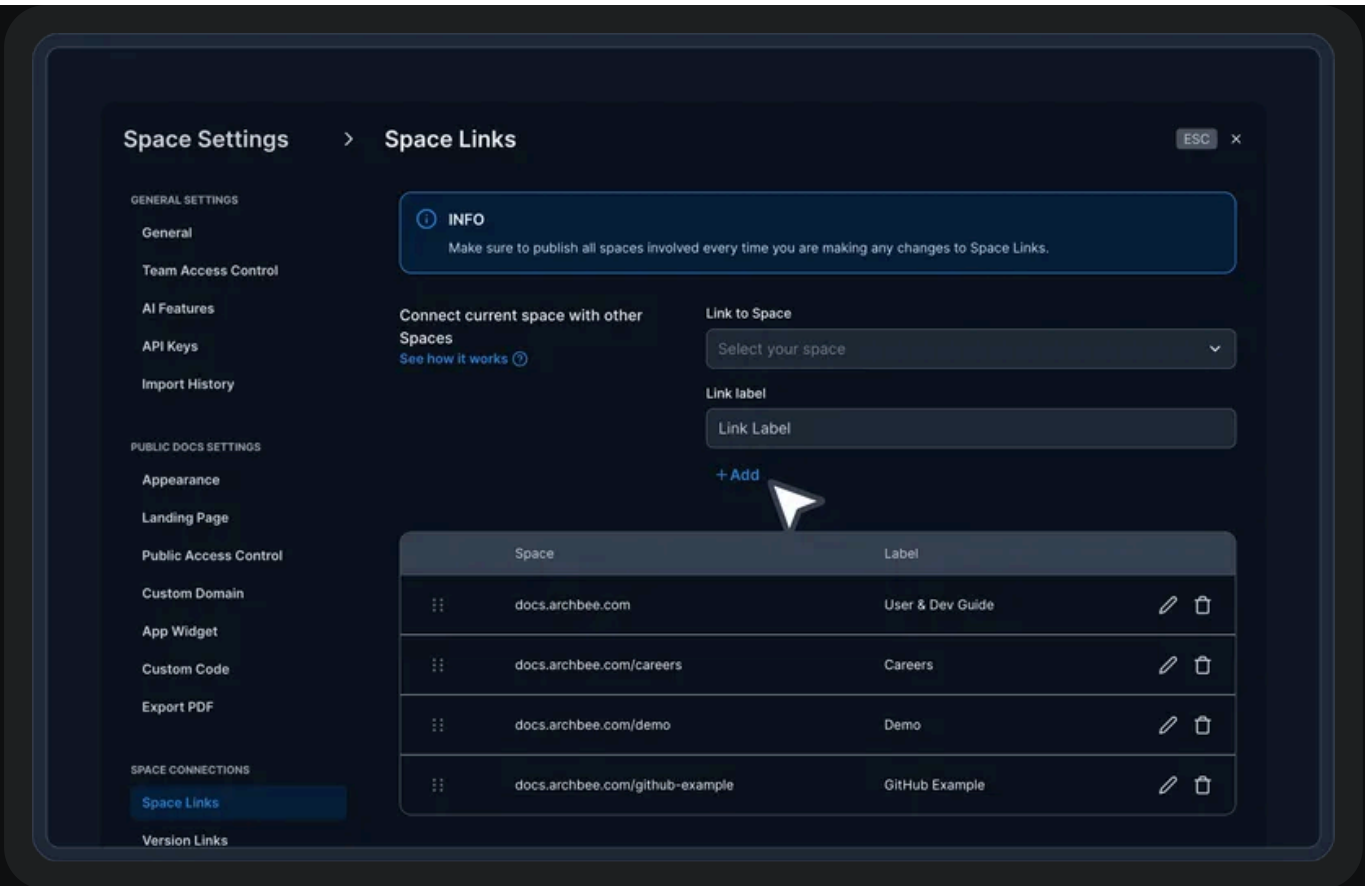 Space Settings > Space Links
ESC ×
GENERAL SETTINGS
General
Team Access Control
AI Features
API Keys
Import History
PUBLIC DOCS SETTINGS
Appearance
Landing Page
Public Access Control
Custom Domain
App Widget
Custom Code
Export PDF
SPACE CONNECTIONS
Space Links
Version Links
INFO
Make sure to publish all spaces involved every time you are making any changes to Space Links.
Connect current space with other
Spaces
See how it works
Link to Space
Select your space
Link label
Link Label
+ Add
Space Label
docs.archbee.com User & Dev Guide
docs.archbee.com/careers Careers
docs.archbee.com/demo Demo
docs.archbee.com/github-example GitHub Example